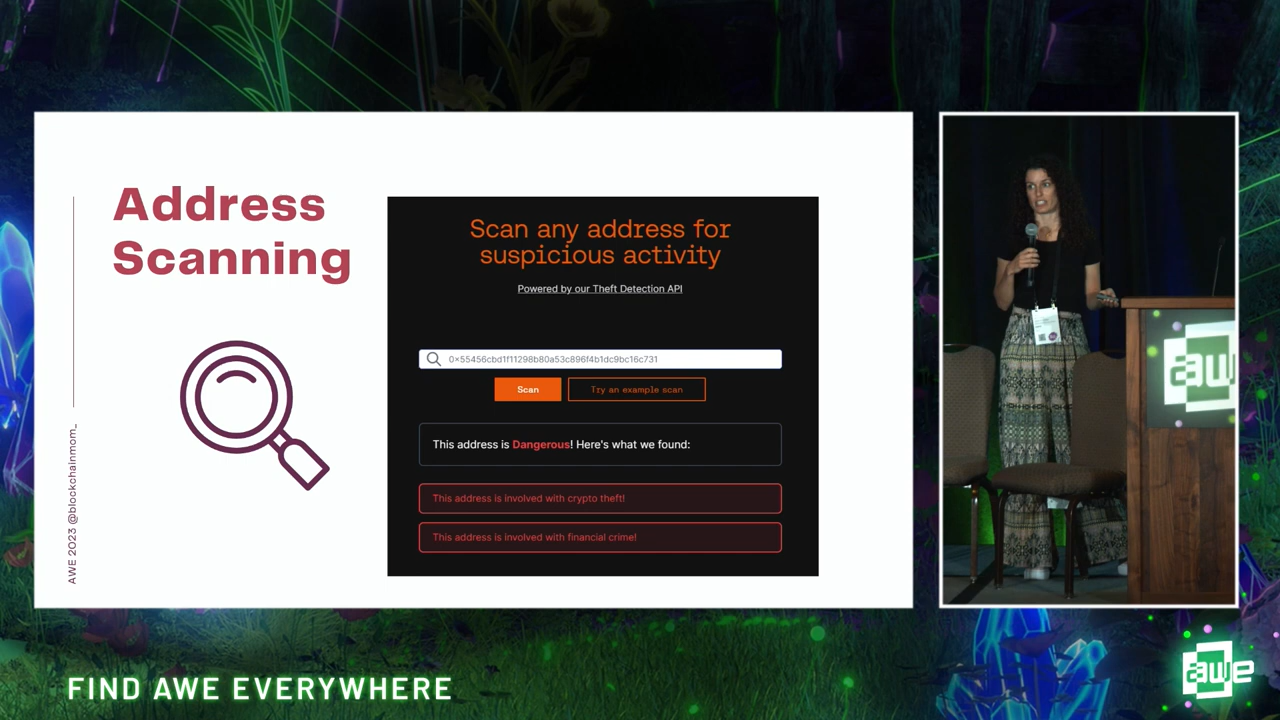 Address
Scanning
AWE 2023 @blockchainmom_
Scan any address for
suspicious activity
Powered by our Theft Detection API
0×55456cbd1f11298b80a53c896f4b1dc9bc16c731
Scan
Try an example scan
This address is Dangerous! Here's what we found:
This address is involved with crypto theft!
This address is involved with financial crime!
awe
FIND AWE EVERYWHERE
awe